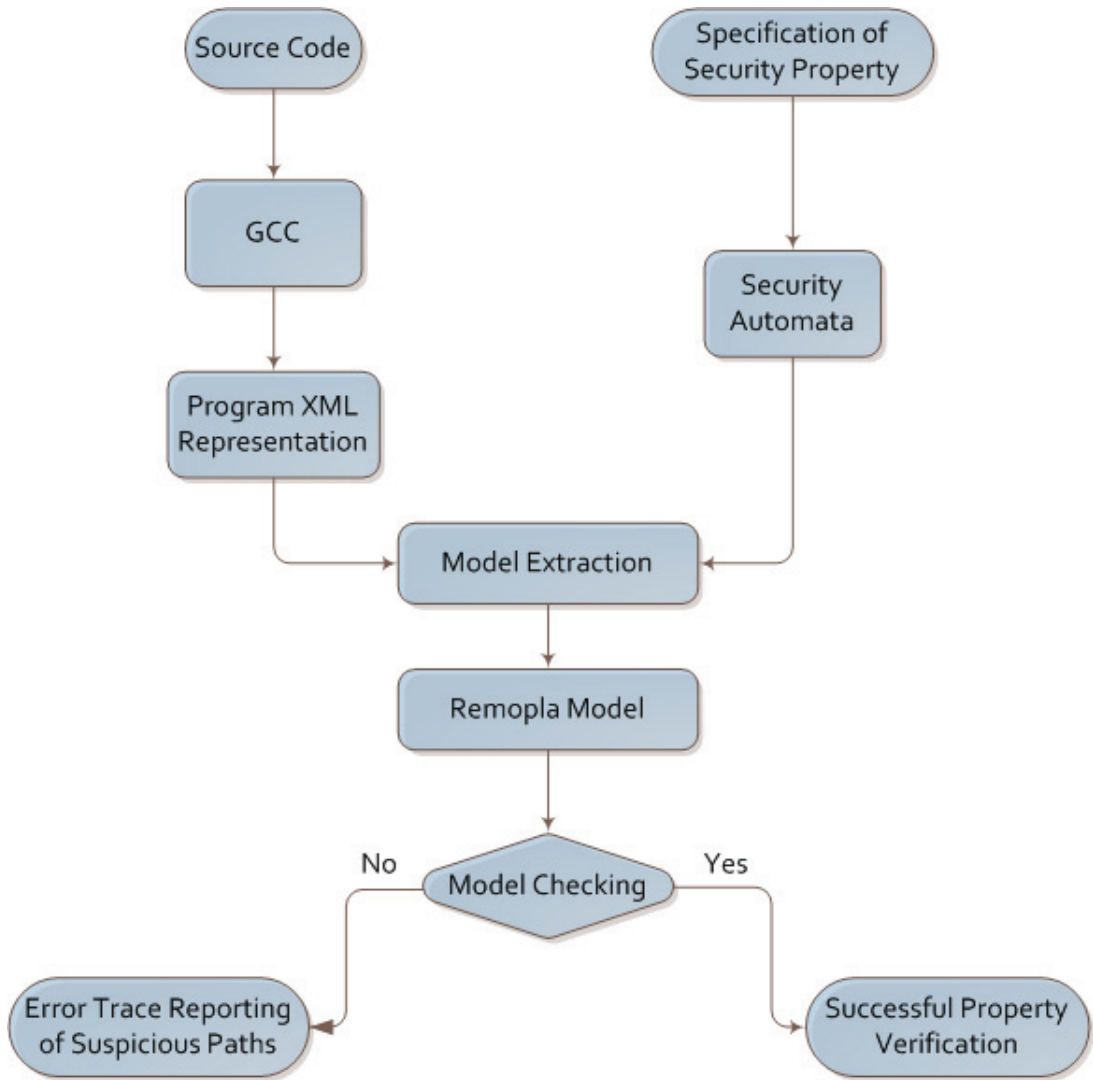 Source Code
Specification of
Security Property
GCC
Security
Automata
Program XML
Representation
Model Extraction
Remopla Model
No
Model Checking
Yes
Error Trace Reporting
of Suspicious Paths
Successful Property
Verification